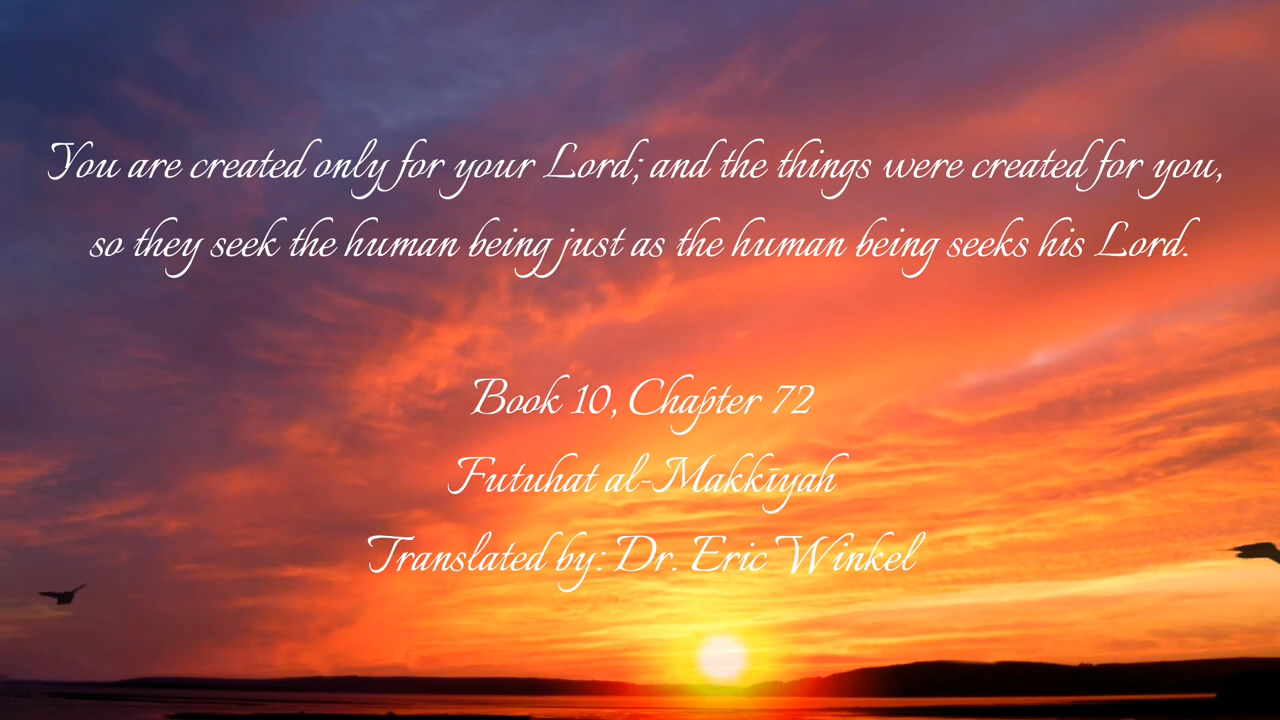 You are created only for your Lord; and the things were created for you,
so they seek the human being just as the human being seeks his Lord.
Book 10, Chapter 72
Futuhat al-Makkīyah
Translated by: Dr. Eric Winkel